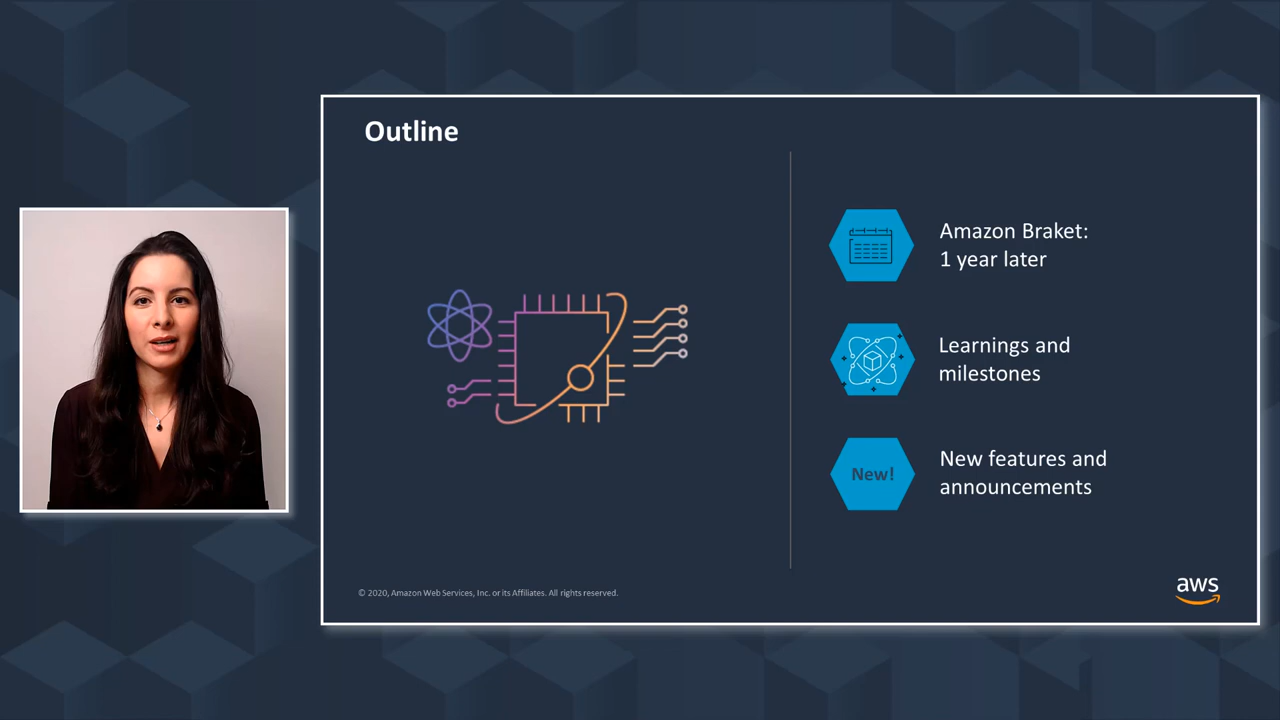 Outline
Amazon Braket:
1 year later
Learnings and
milestones
New!
New features and
announcements
© 2020, Amazon Web Services, Inc. or its Affiliates. All rights reserved.
aws